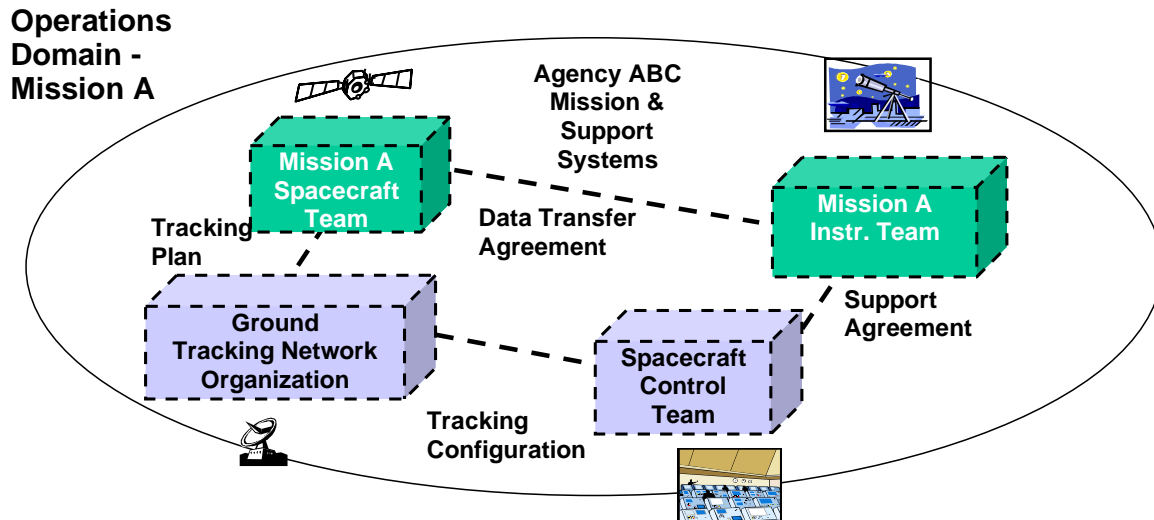 Operations
Domain -
Mission A
Agency ABC
Mission &
Support
Systems
Mission A
Spacecraft
Team
Mission A
Instr. Team
Tracking
Plan
Data Transfer
Agreement
Support
Agreement
Ground
Tracking Network
Organization
Spacecraft
Control
Team
Tracking
Configuration